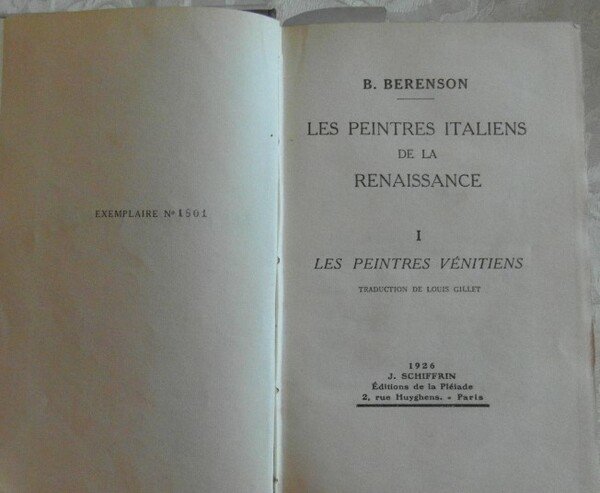 EXEMPLAIRE Nº 1901
B. BERENSON
LES PEINTRES ITALIENS
DE LA
RENAISSANCE
I
LES PEINTRES VÉNITIENS
TRADUCTION DE LOUIS GILLET
1926
J. SCHIFFRIN
Éditions de la Pléiade
2, rue Huyghens. - Paris